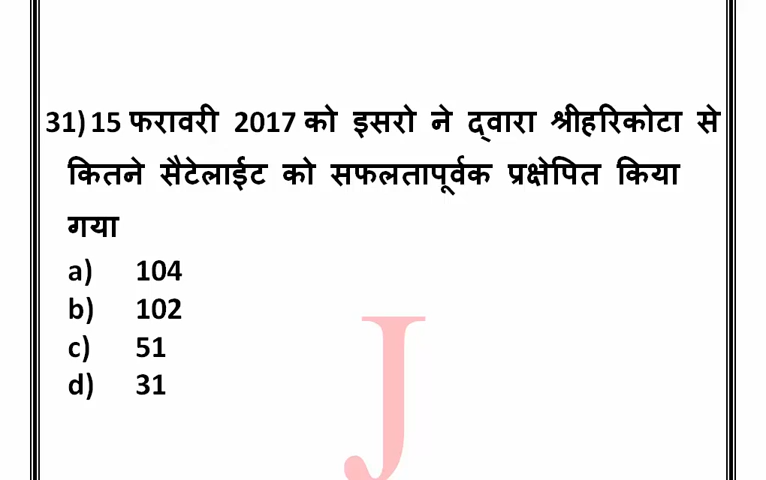 31) 15 फरावरी 2017 को इसरो ने द्वारा श्रीहरिकोटा से
कितने सैटेलाईट को सफलतापूर्वक प्रक्षेपित किया
गया
a) 104
b) 102
c) 51
d) 31
J